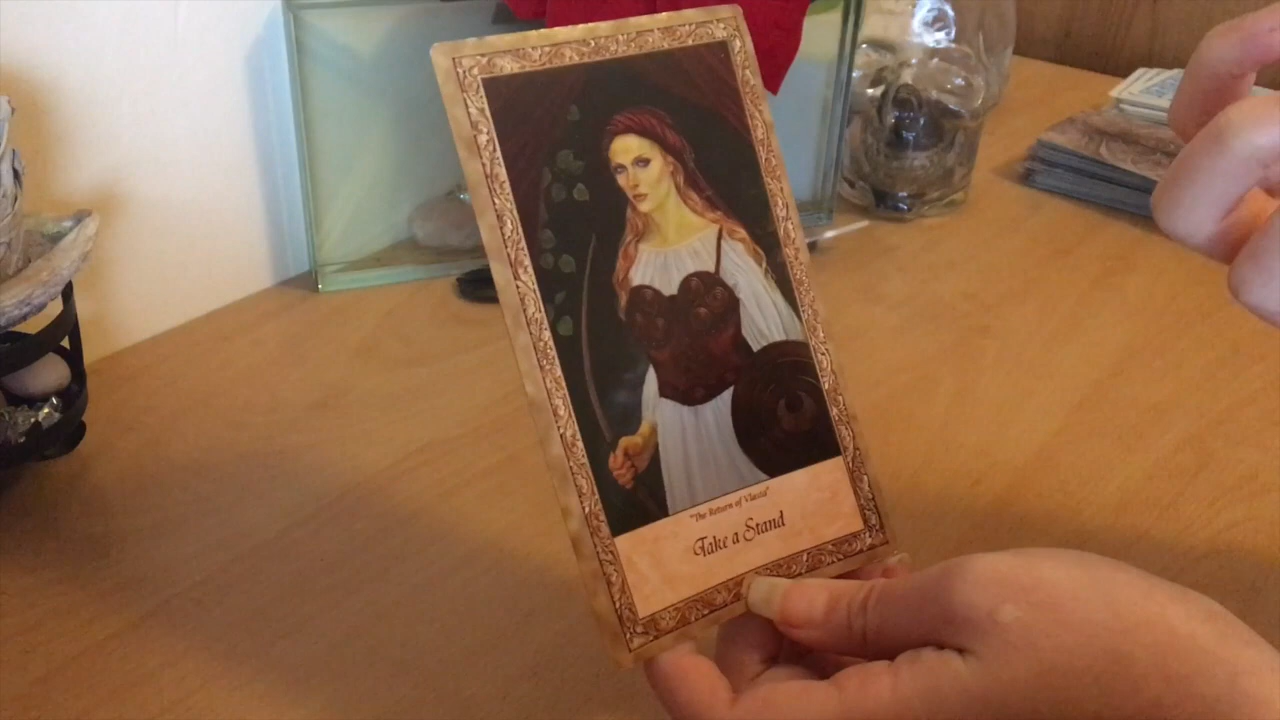 "The Return of Vlasta"
Take a Stand